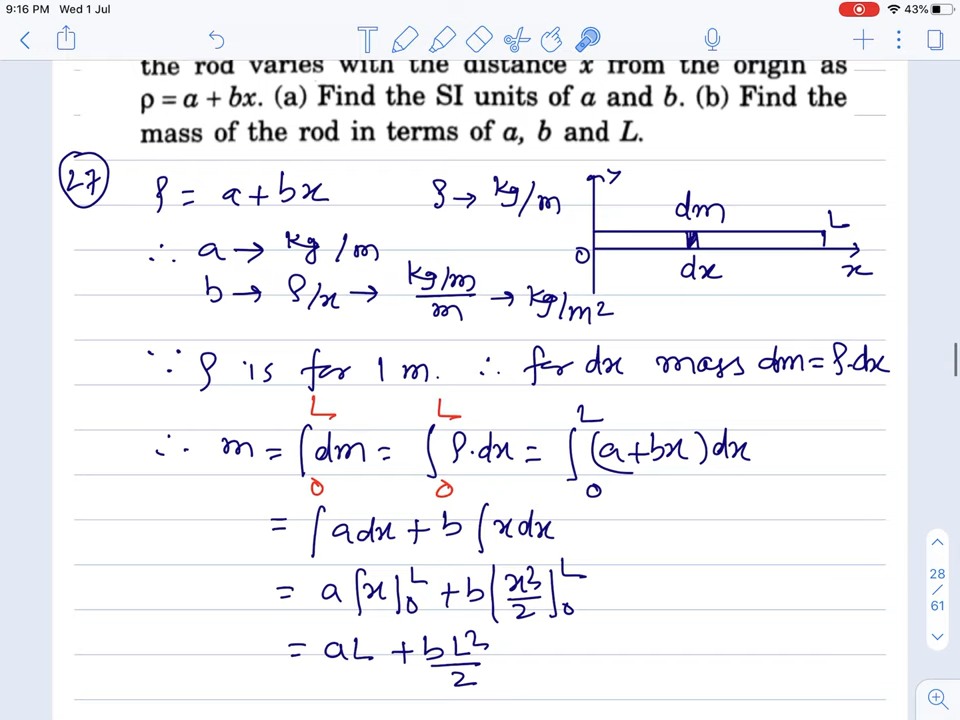 9:16 PM Wed 1 Jul
43%
the rod varies with the distance x from the origin as
ρ = a + bx. (a) Find the SI units of a and b. (b) Find the
mass of the rod in terms of a, b and L.
27
ρ = a + bx ρ → kg/m
y
dm
L
O
dx
x
∴ a → kg/m
b → ρ/x → kg/m / m → kg/m2
∵ ρ is for 1 m. ∴ for dx mass dm = ρ.dx
∴ m = ∫₀ᴸ dm = ∫₀ᴸ ρ.dx = ∫₀ᴸ (a + bx) dx
= ∫ a dx + b ∫ x dx
= a [x]₀ᴸ + b [x²/2]₀ᴸ
= aL + bL²/2
28
/
61